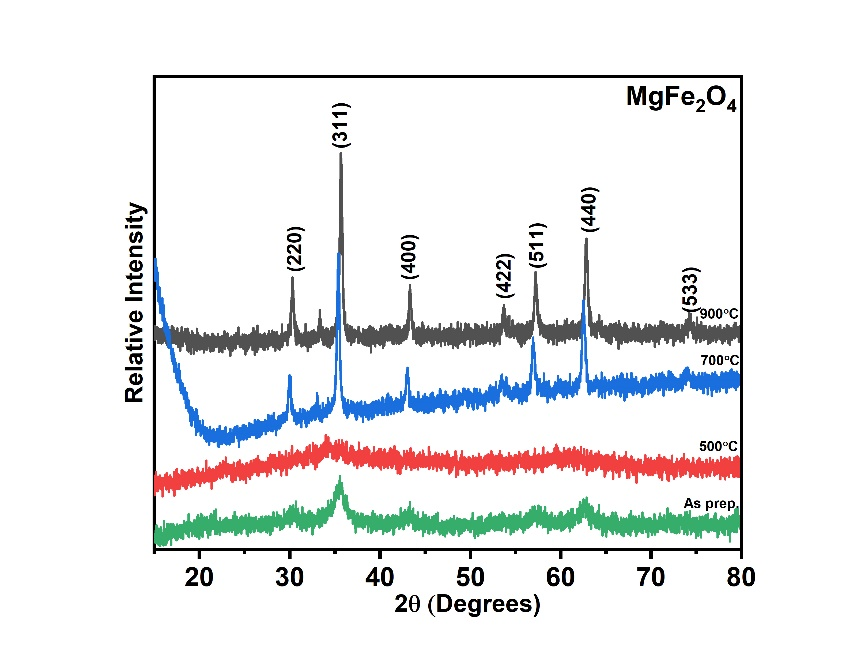 MgFe₂O₄
(311)
(440)
(220)
(511)
(400)
(422)
(533)
900°C
700°C
500°C
As prep.
Relative Intensity
20 30 40 50 60 70 80
2θ (Degrees)